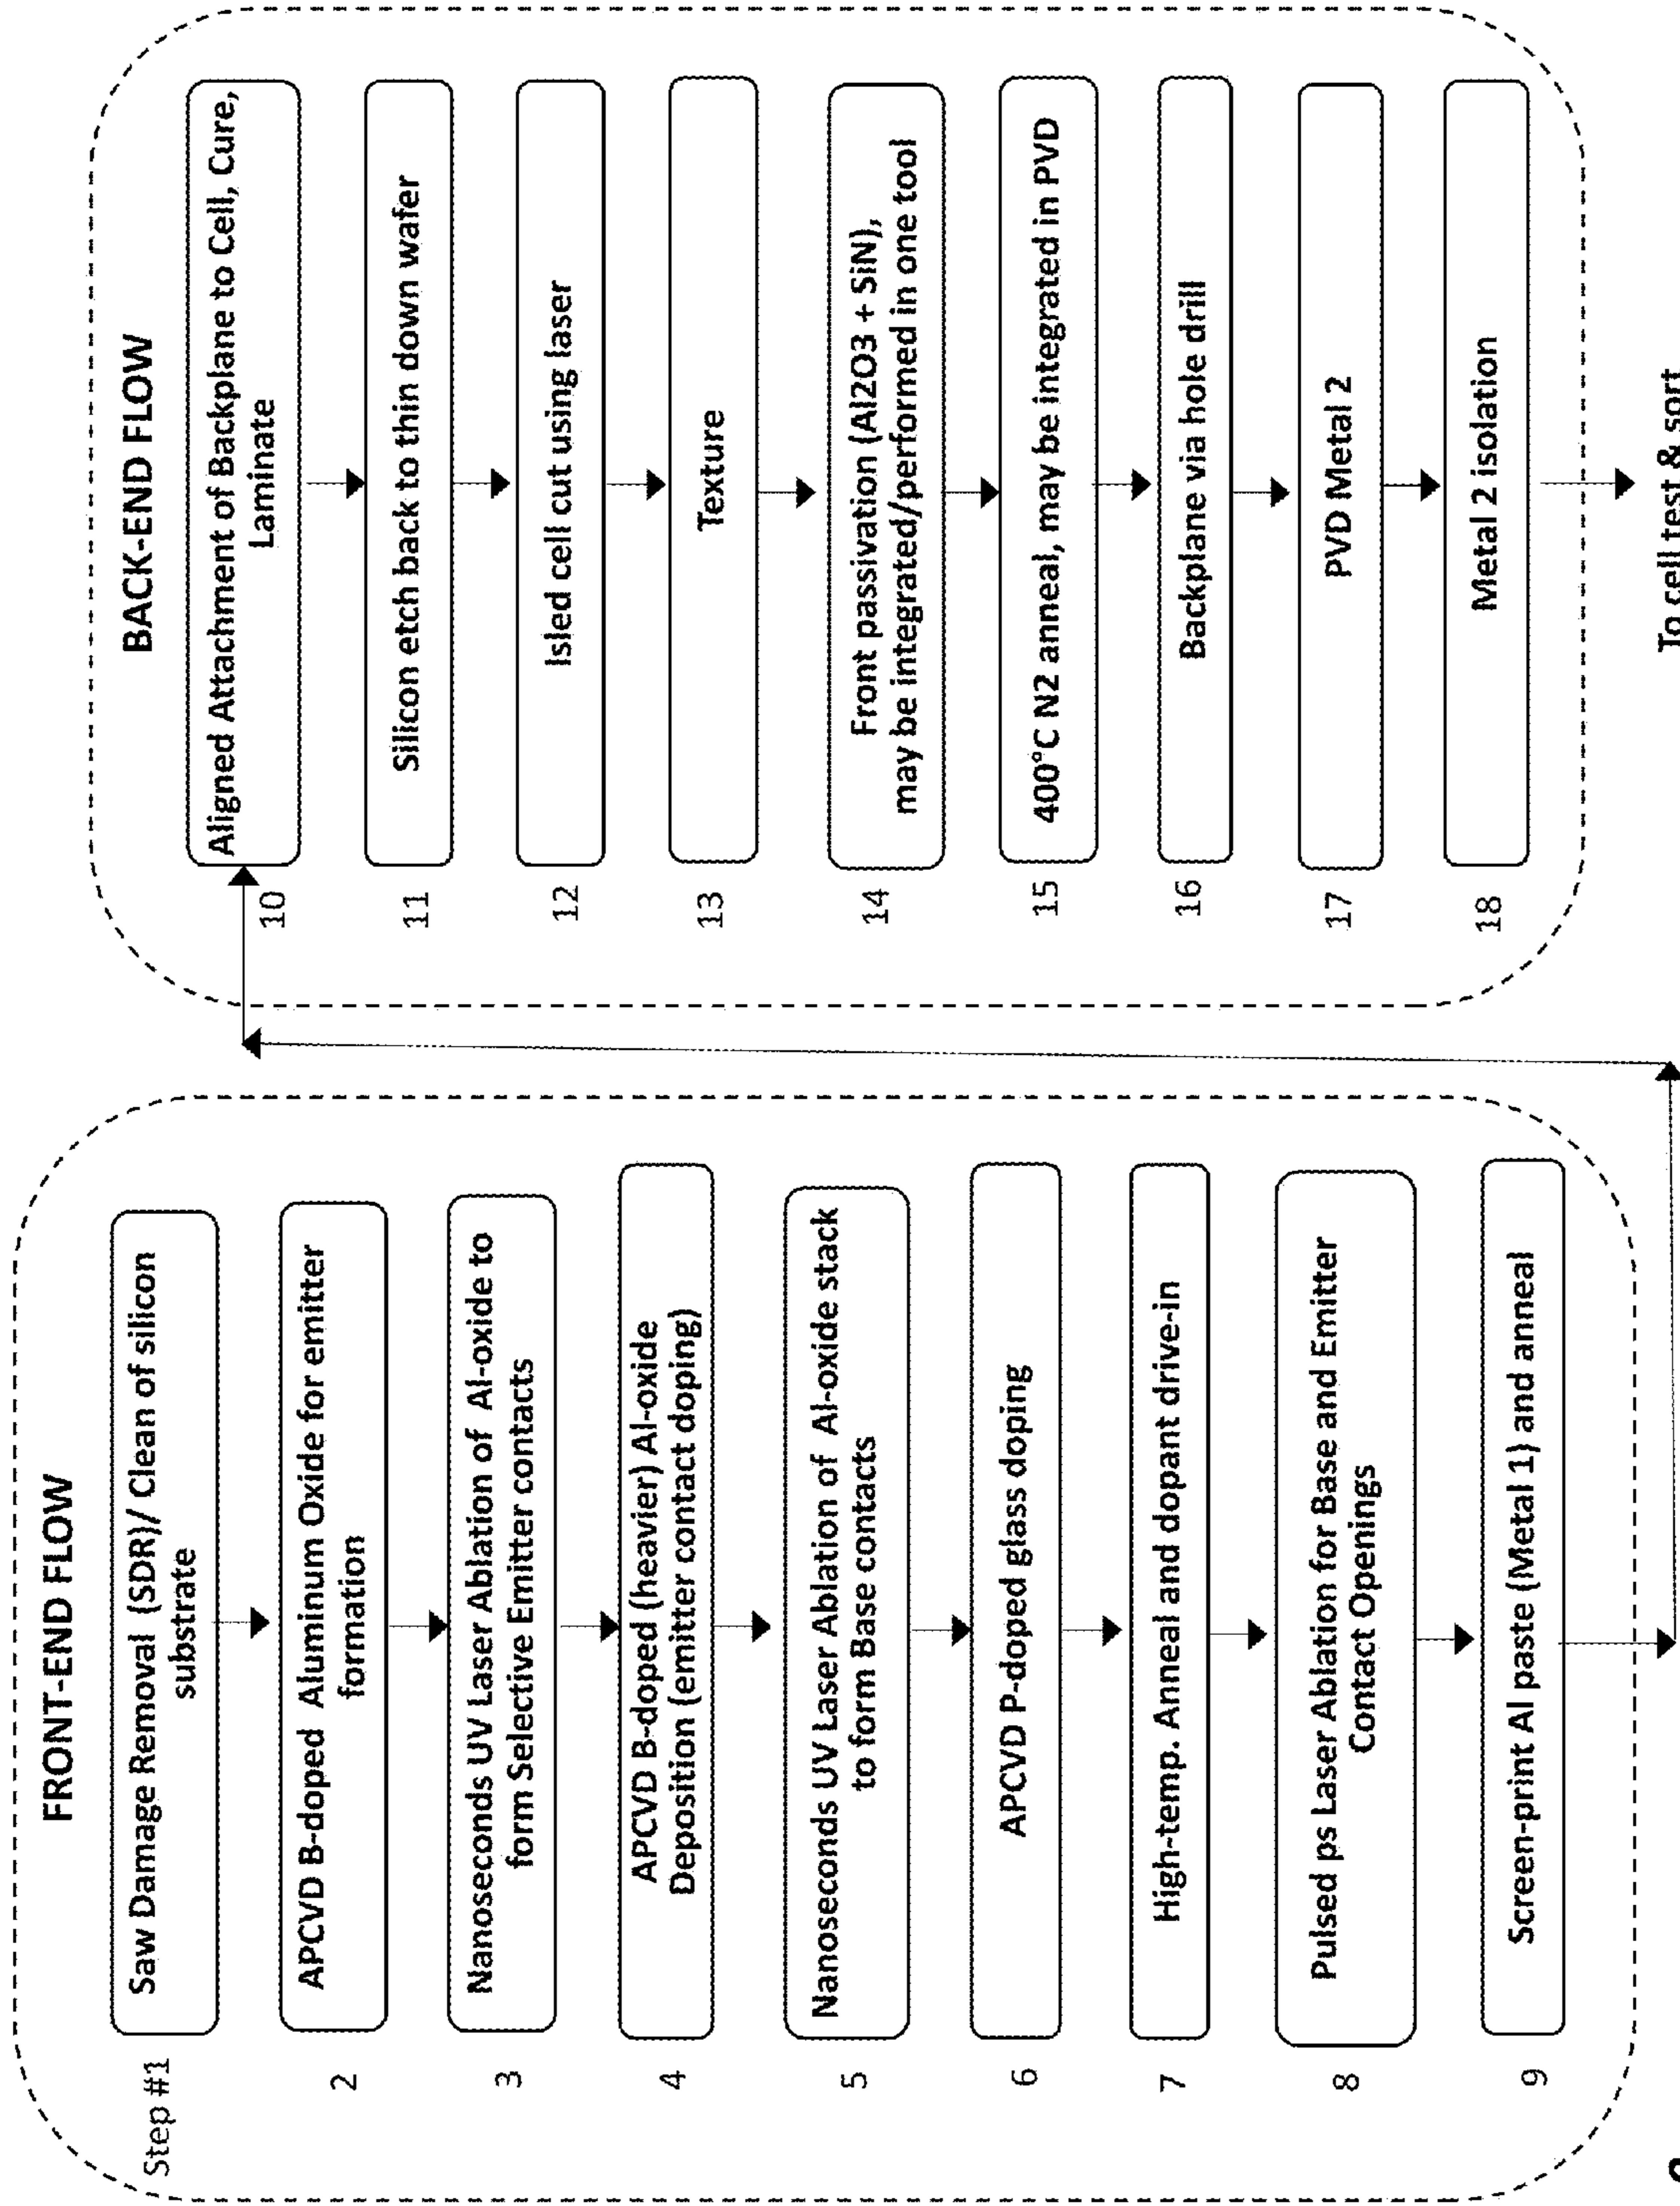 FRONT-END FLOW
Step #1
Saw Damage Removal (SDR)/ Clean of silicon
substrate
2
APCVD B-doped Aluminum Oxide for emitter
formation
3
Nanoseconds UV Laser Ablation of Al-oxide to
form Selective Emitter contacts
4
APCVD B-doped (heavier) Al-oxide
Deposition (emitter contact doping)
5
Nanoseconds UV Laser Ablation of Al-oxide stack
to form Base contacts
6
APCVD P-doped glass doping
7
High-temp. Anneal and dopant drive-in
8
Pulsed ps Laser Ablation for Base and Emitter
Contact Openings
9
Screen-print Al paste (Metal 1) and anneal
BACK-END FLOW
10
Aligned Attachment of Backplane to Cell, Cure,
Laminate
11
Silicon etch back to thin down wafer
12
Isled cell cut using laser
13
Texture
14
Front passivation (Al2O3 + SiN),
may be integrated/performed in one tool
15
400°C N2 anneal, may be integrated in PVD
16
Backplane via hole drill
17
PVD Metal 2
18
Metal 2 isolation
To cell test & sort